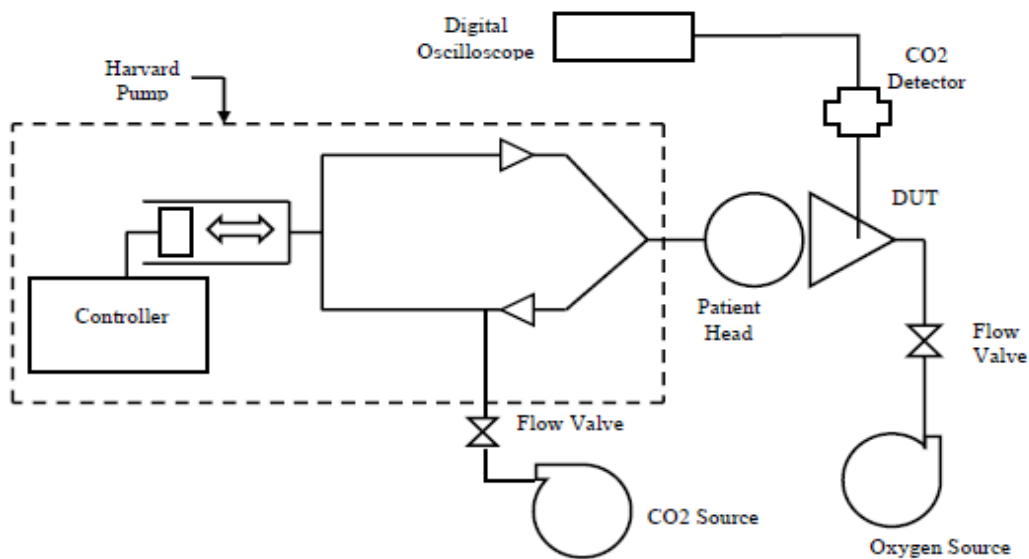 Digital
Oscilloscope
CO2
Detector
Harvard
Pump
DUT
Controller
Patient
Head
Flow
Valve
Flow Valve
CO2 Source
Oxygen Source